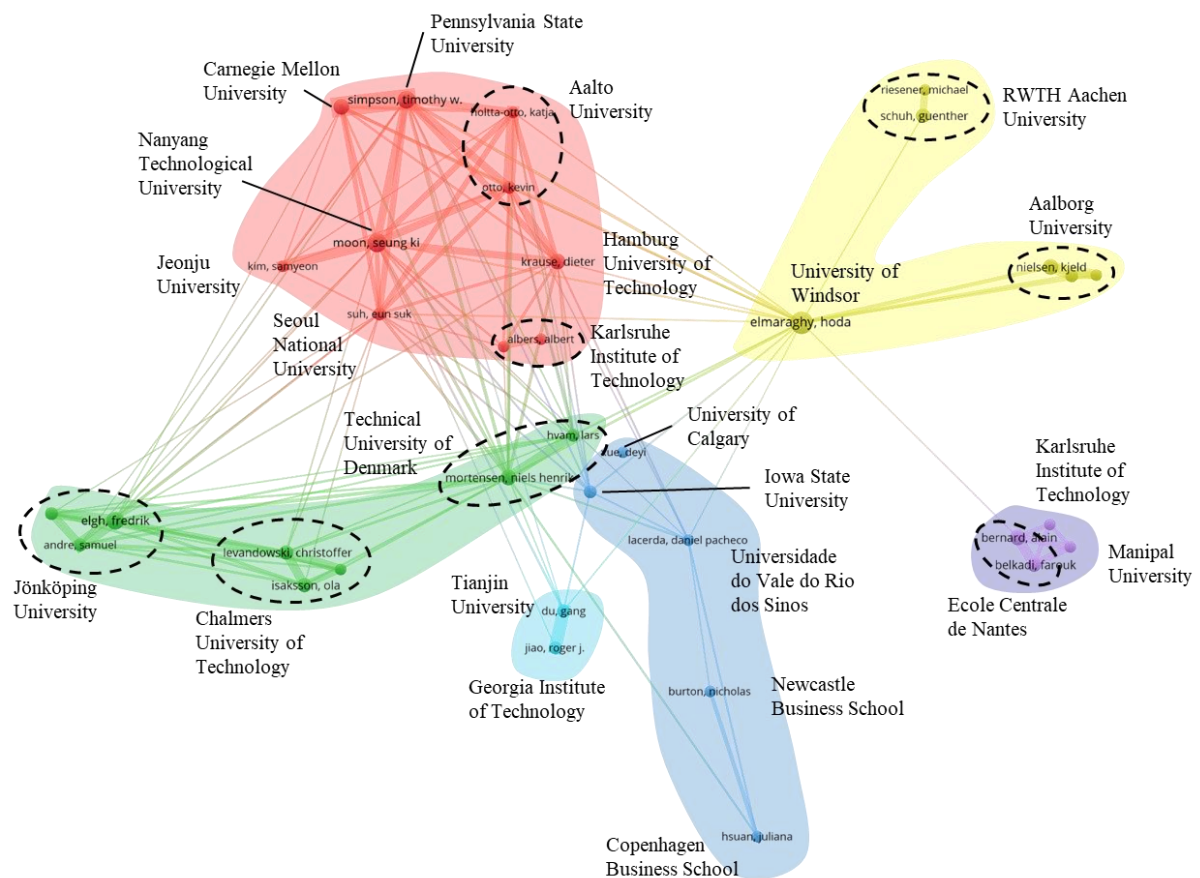 Pennsylvania State
University
Carnegie Mellon
University
simpson, timothy w.
Aalto
University
holtta-otto, katja
riesener, michael
schuh, guenther
RWTH Aachen
University
Nanyang
Technological
University
otto, kevin
Aalborg
University
moon, seung ki
Jeonju
University
kim, samyeon
krause, dieter
Hamburg
University of
Technology
University of
Windsor
nielsen, kjeld
elmaraghy, hoda
suh, eun suk
Seoul
National
University
albers, albert
Karlsruhe
Institute of
Technology
Technical
University of
Denmark
hvam, lars
University of
Calgary
xue, deyi
mortensen, niels henrik
Iowa State
University
Karlsruhe
Institute of
Technology
elgh, fredrik
andre, samuel
Jönköping
University
levandowski, christoffer
isaksson, ola
Chalmers
University of
Technology
lacerda, daniel pacheco
Universidade
do Vale do Rio
dos Sinos
bernard, alain
belkadi, farouk
Manipal
University
Ecole Centrale
de Nantes
Tianjin
University
du, gang
jiao, roger j.
Georgia Institute
of Technology
burton, nicholas
Newcastle
Business School
hsuan, juliana
Copenhagen
Business School